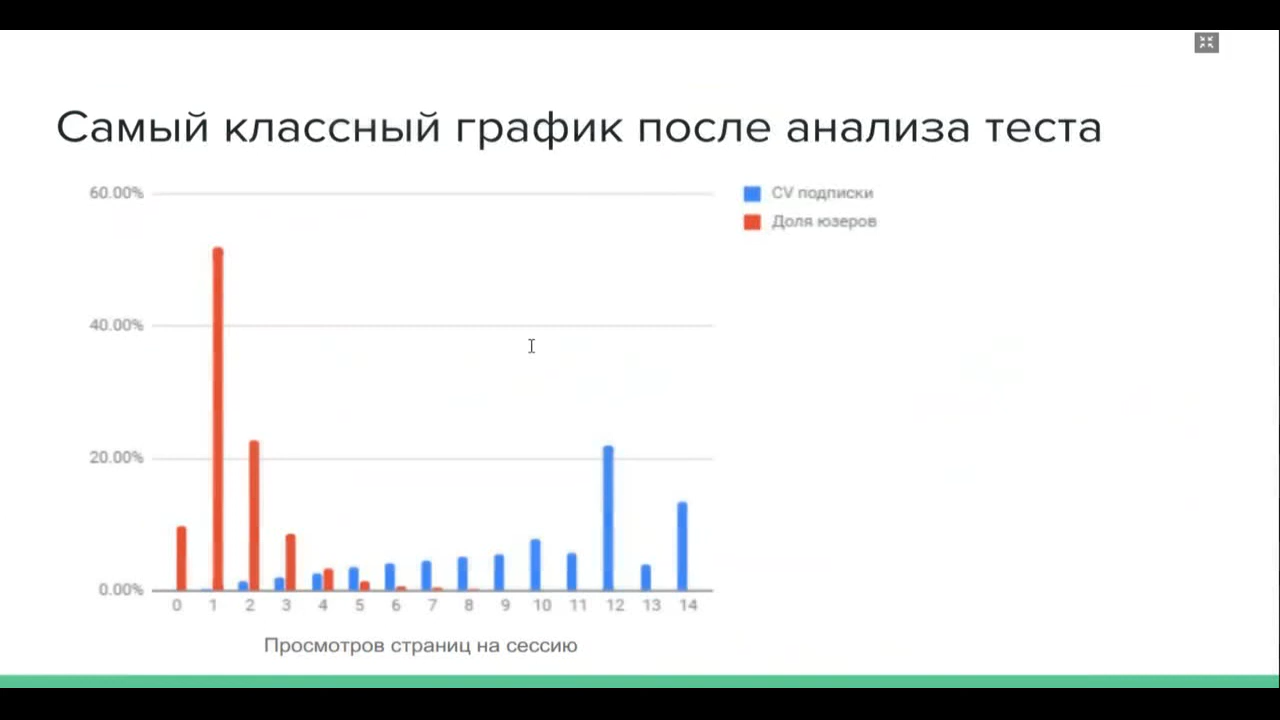 Самый классный график после анализа теста
60.00%
CV подписки
Доля юзеров
40.00%
20.00%
0.00%
0 1 2 3 4 5 6 7 8 9 10 11 12 13 14
Просмотров страниц на сессию